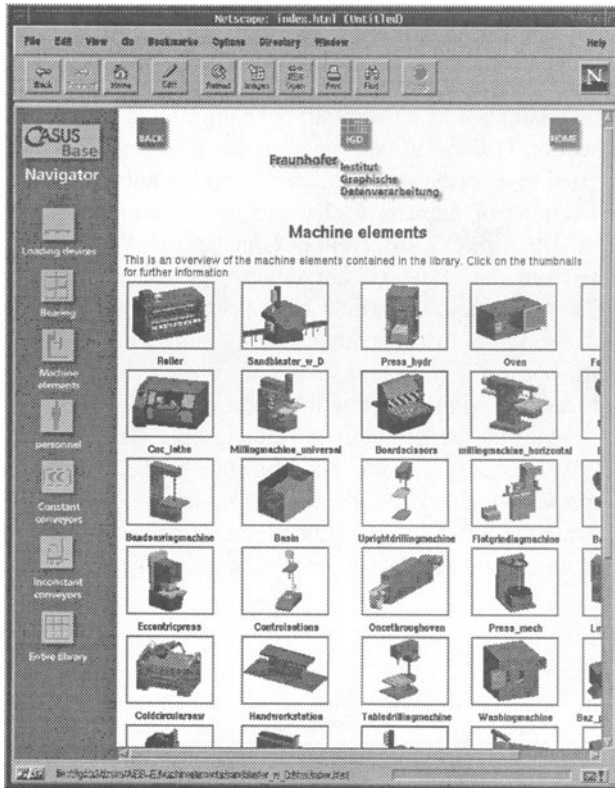 Netscape: index.html (Untitled)
File Edit View Go Bookmarks Options Directory Window Help
Back Forward Home Edit Reload Images Open Print Find
N
CASUS
Base
Navigator
Loading devices
Bearing
Machine
elements
personnel
Constant
conveyors
Inconstant
conveyors
Entire library
BACK IGD HOME
Fraunhofer Institut
Graphische
Datenverarbeitung
Machine elements
This is an overview of the machine elements contained in the library. Click on the thumbnails
for further information
Roller Sandblaster_w_D Press_hydr Oven
Cnc_lathe Millingmachine_universal Boardscissors millingmachine_horizontal
Bandsawingmachine Basin Uprightdrillingmachine Flatgrindingmachine
Eccentricpress Controlsotions Oncethroughoven Press_mech
Coldcircularsaw Handworkstation Tabledrillingmachine Washingmachine